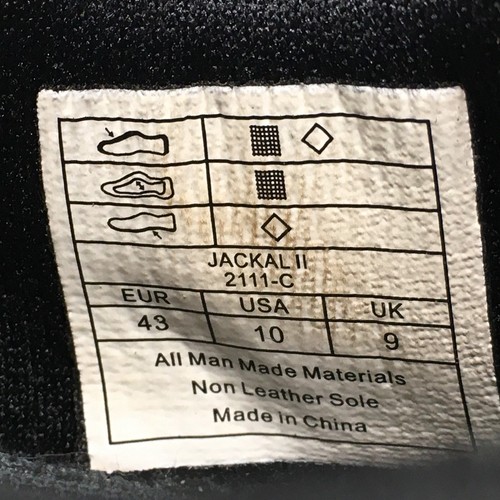 JACKAL II
2111-C
EUR USA UK
43 10 9
All Man Made Materials
Non Leather Sole
Made in China